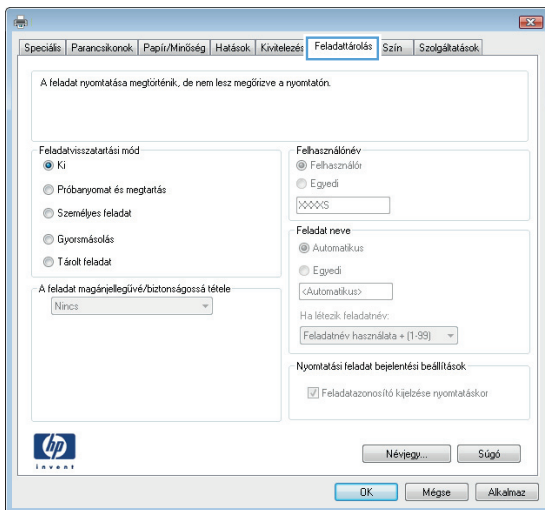 Speciális Parancsikonok Papír/Minőség Hatások Kivitelezés Feladattárolás Szín Szolgáltatások
A feladat nyomtatása megtörténik, de nem lesz megőrizve a nyomtatón.
Feladatvisszatartási mód
Ki
Próbanyomat és megtartás
Személyes feladat
Gyorsmásolás
Tárolt feladat
A feladat magánjellegűvé/biztonságossá tétele
Nincs
Felhasználónév
Felhasználór
Egyedi
XXXXS
Feladat neve
Automatikus
Egyedi
<Automatikus>
Ha létezik feladatnév:
Feladatnév használata + (1-99)
Nyomtatási feladat bejelentési beállítások
Feladatazonosító kijelzése nyomtatáskor
hp
invent
Névjegy... Súgó
OK Mégse Alkalmaz